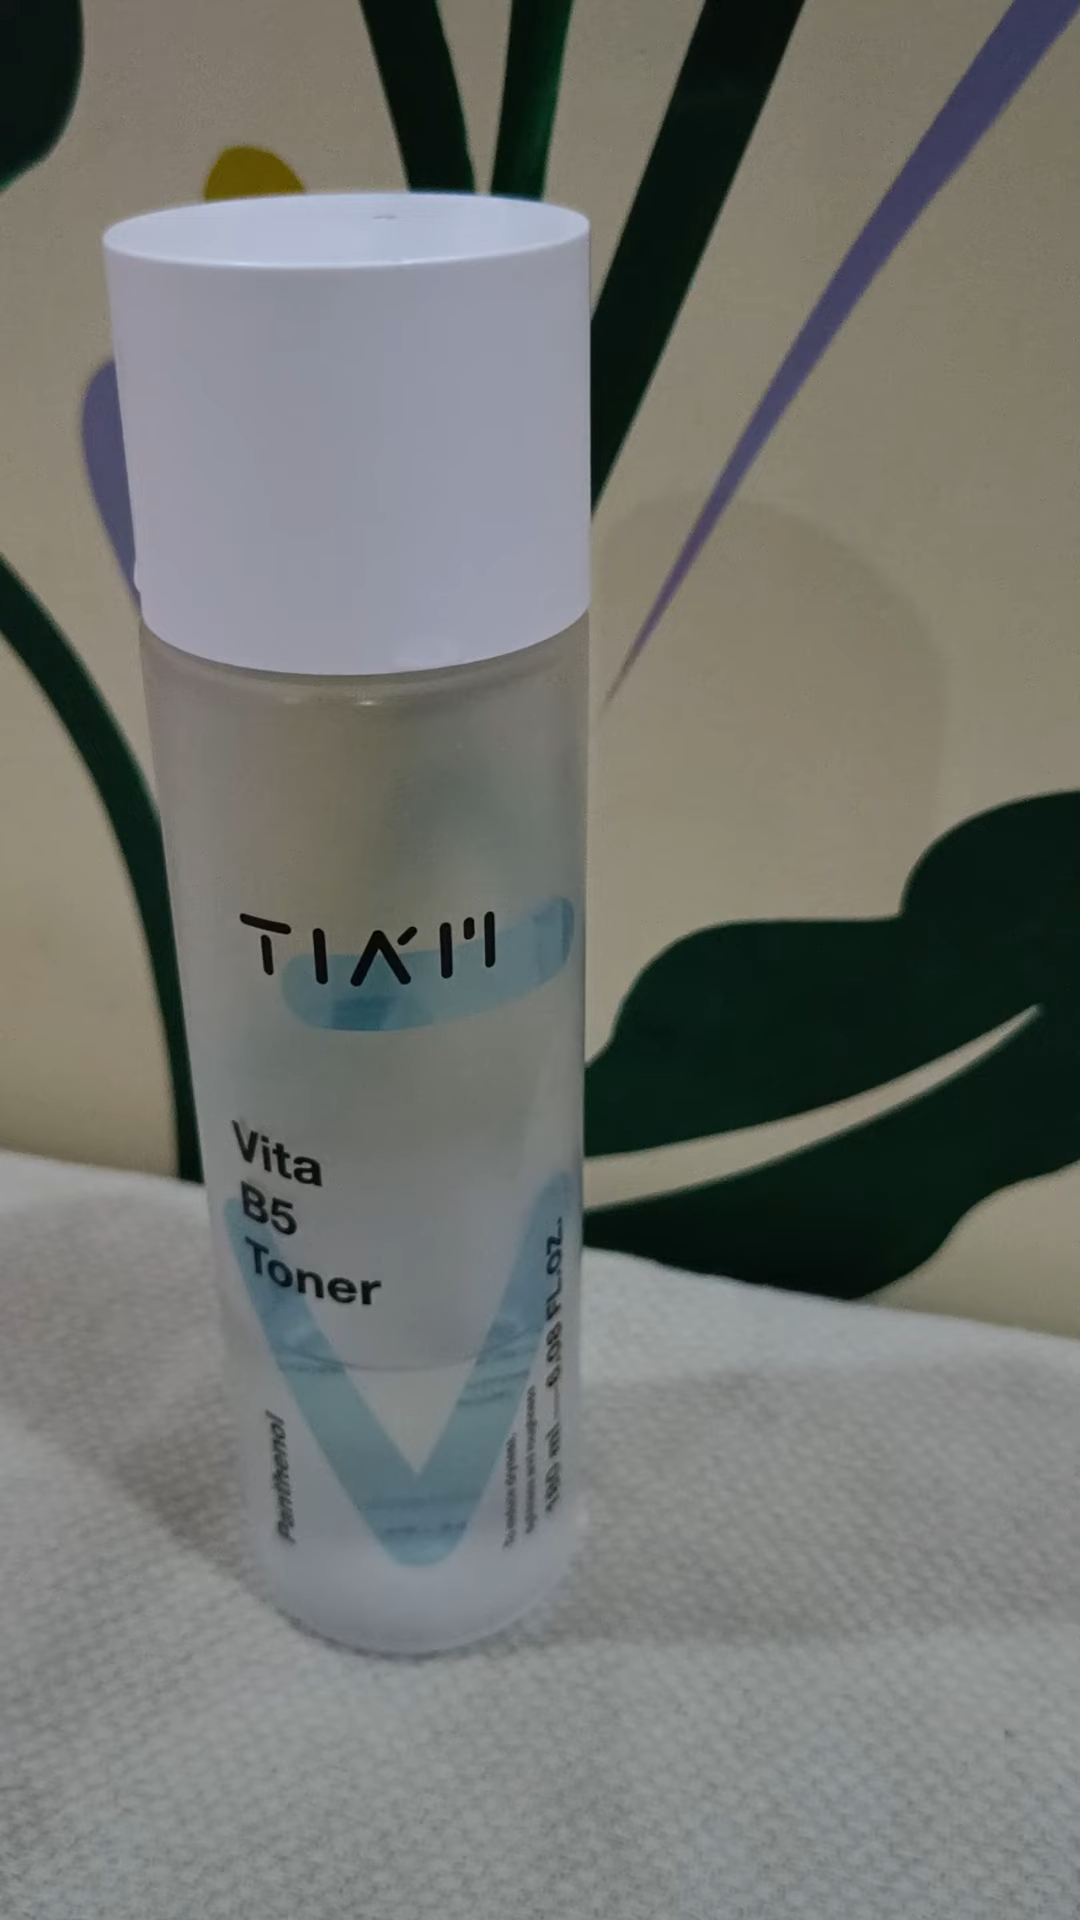 TIAM
Vita
B5
Toner
Panthenol
180 ml — 6.08 FL.OZ.